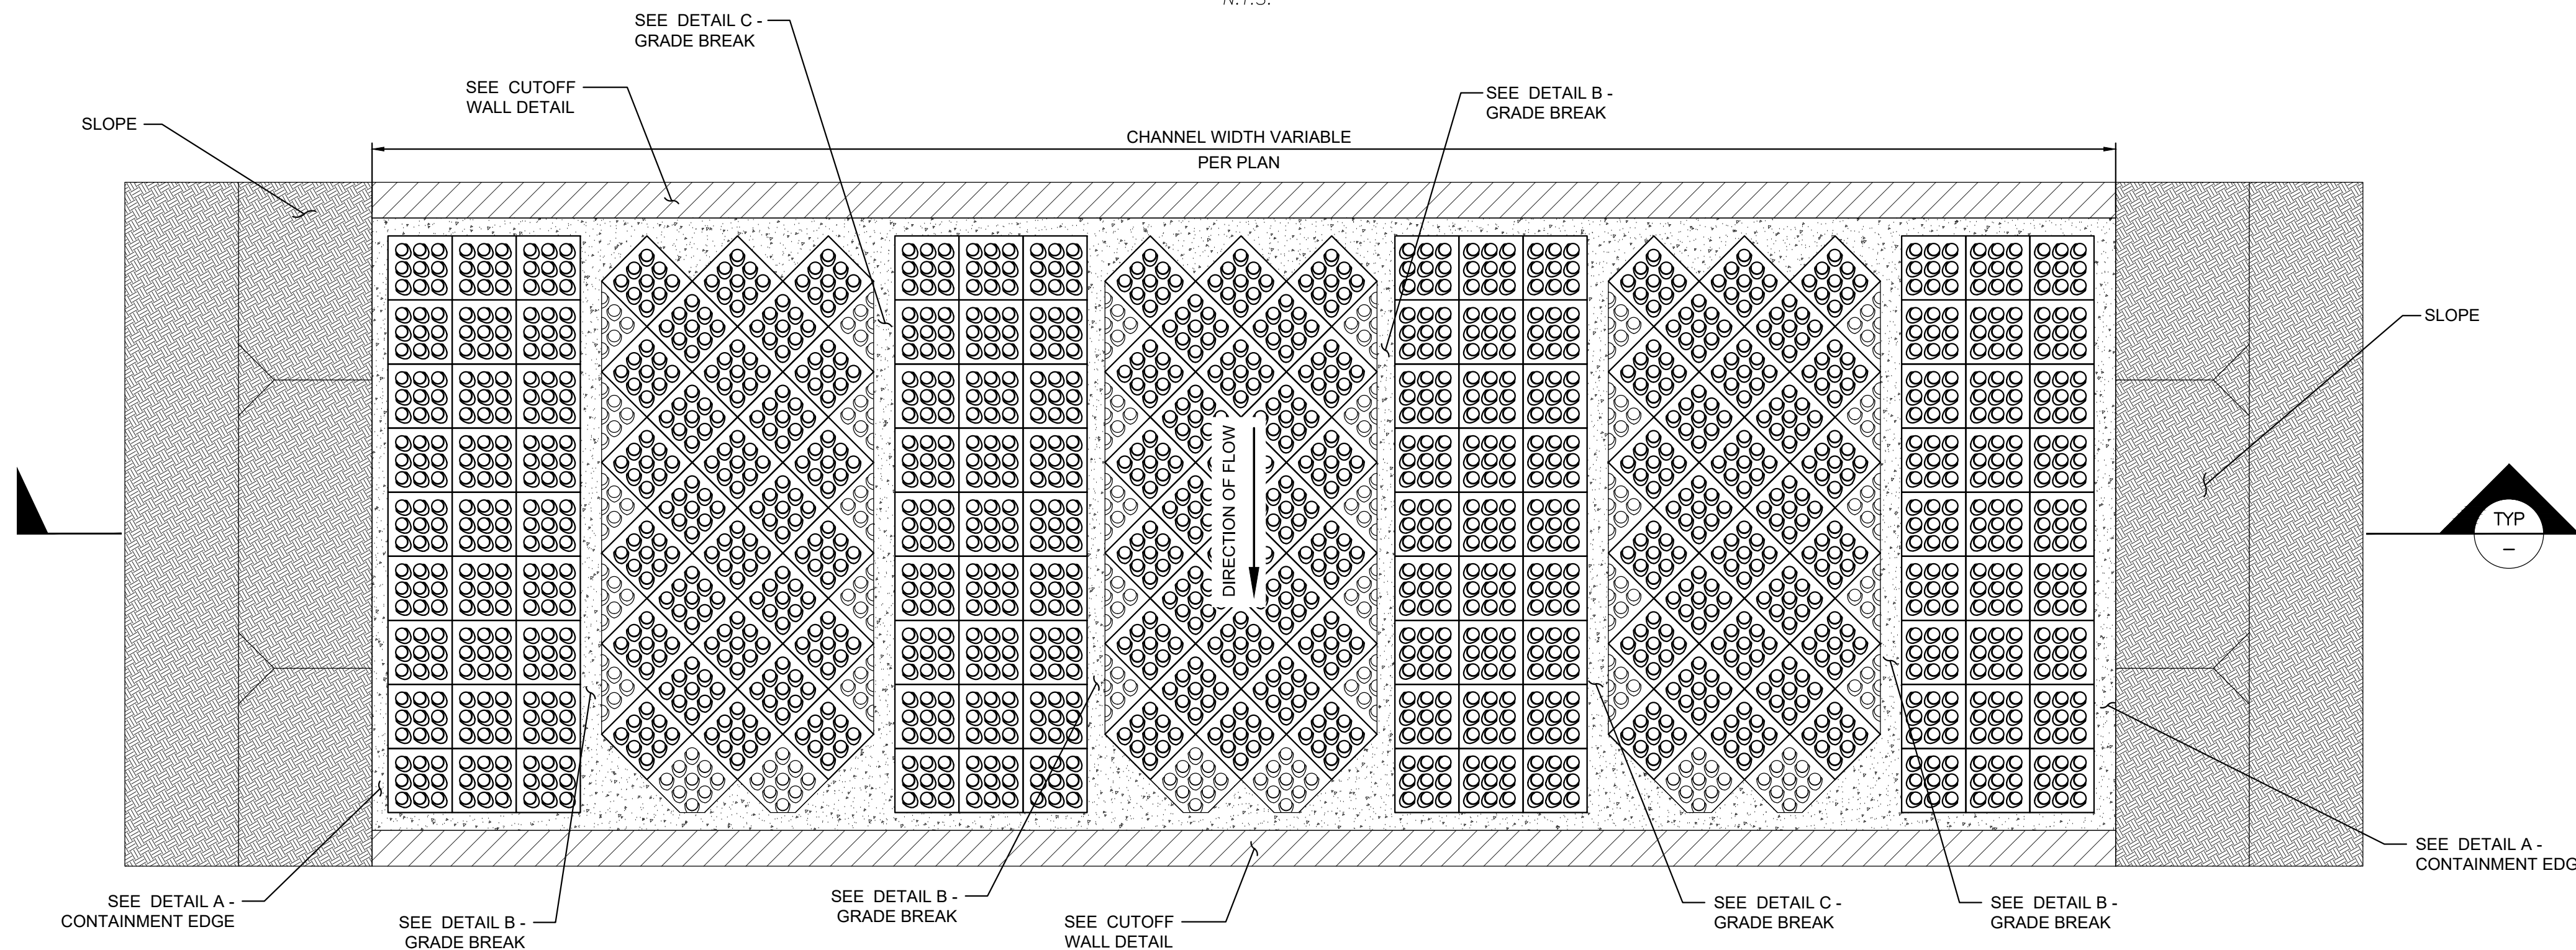 N.T.S.
SEE DETAIL C -
GRADE BREAK
SEE CUTOFF
WALL DETAIL
SEE DETAIL B -
GRADE BREAK
SLOPE
CHANNEL WIDTH VARIABLE
PER PLAN
SLOPE
DIRECTION OF FLOW
TYP
-
SEE DETAIL A -
CONTAINMENT EDG
SEE DETAIL A -
CONTAINMENT EDGE
SEE DETAIL B -
GRADE BREAK
SEE DETAIL B -
GRADE BREAK
SEE CUTOFF
WALL DETAIL
SEE DETAIL C -
GRADE BREAK
SEE DETAIL B -
GRADE BREAK